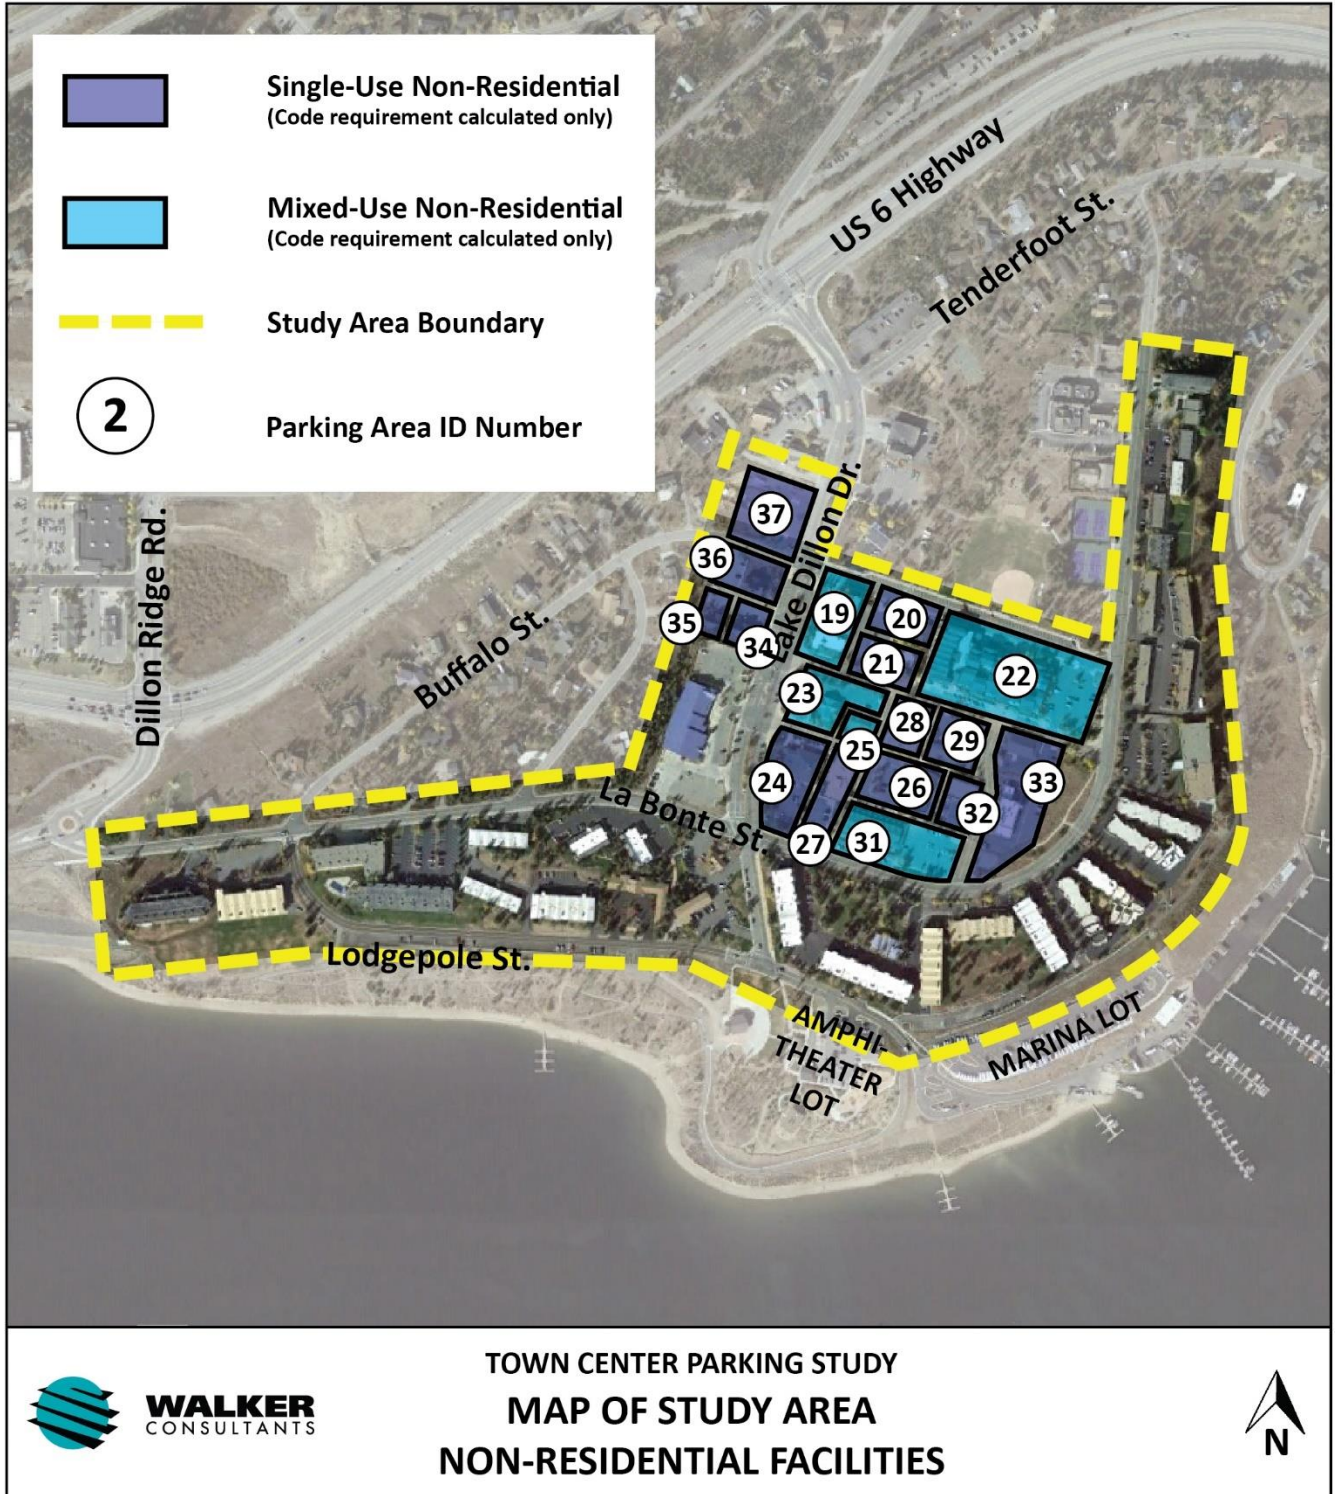 Single-Use Non-Residential
(Code requirement calculated only)
Mixed-Use Non-Residential
(Code requirement calculated only)
Study Area Boundary
2
Parking Area ID Number
US 6 Highway
Tenderfoot St.
Lake Dillon Dr.
Dillon Ridge Rd.
Buffalo St.
La Bonte St.
Lodgepole St.
37
36
35
34
19
20
21
22
23
28
29
25
24
26
33
32
27
31
AMPHI-
THEATER
LOT
MARINA LOT
WALKER
CONSULTANTS
TOWN CENTER PARKING STUDY
MAP OF STUDY AREA
NON-RESIDENTIAL FACILITIES
N